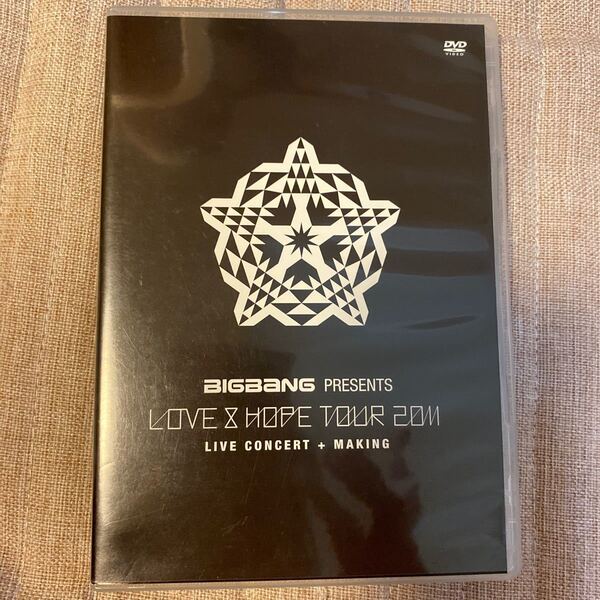 DVD
VIDEO
BIGBANG PRESENTS
LOVE & HOPE TOUR 2011
LIVE CONCERT + MAKING